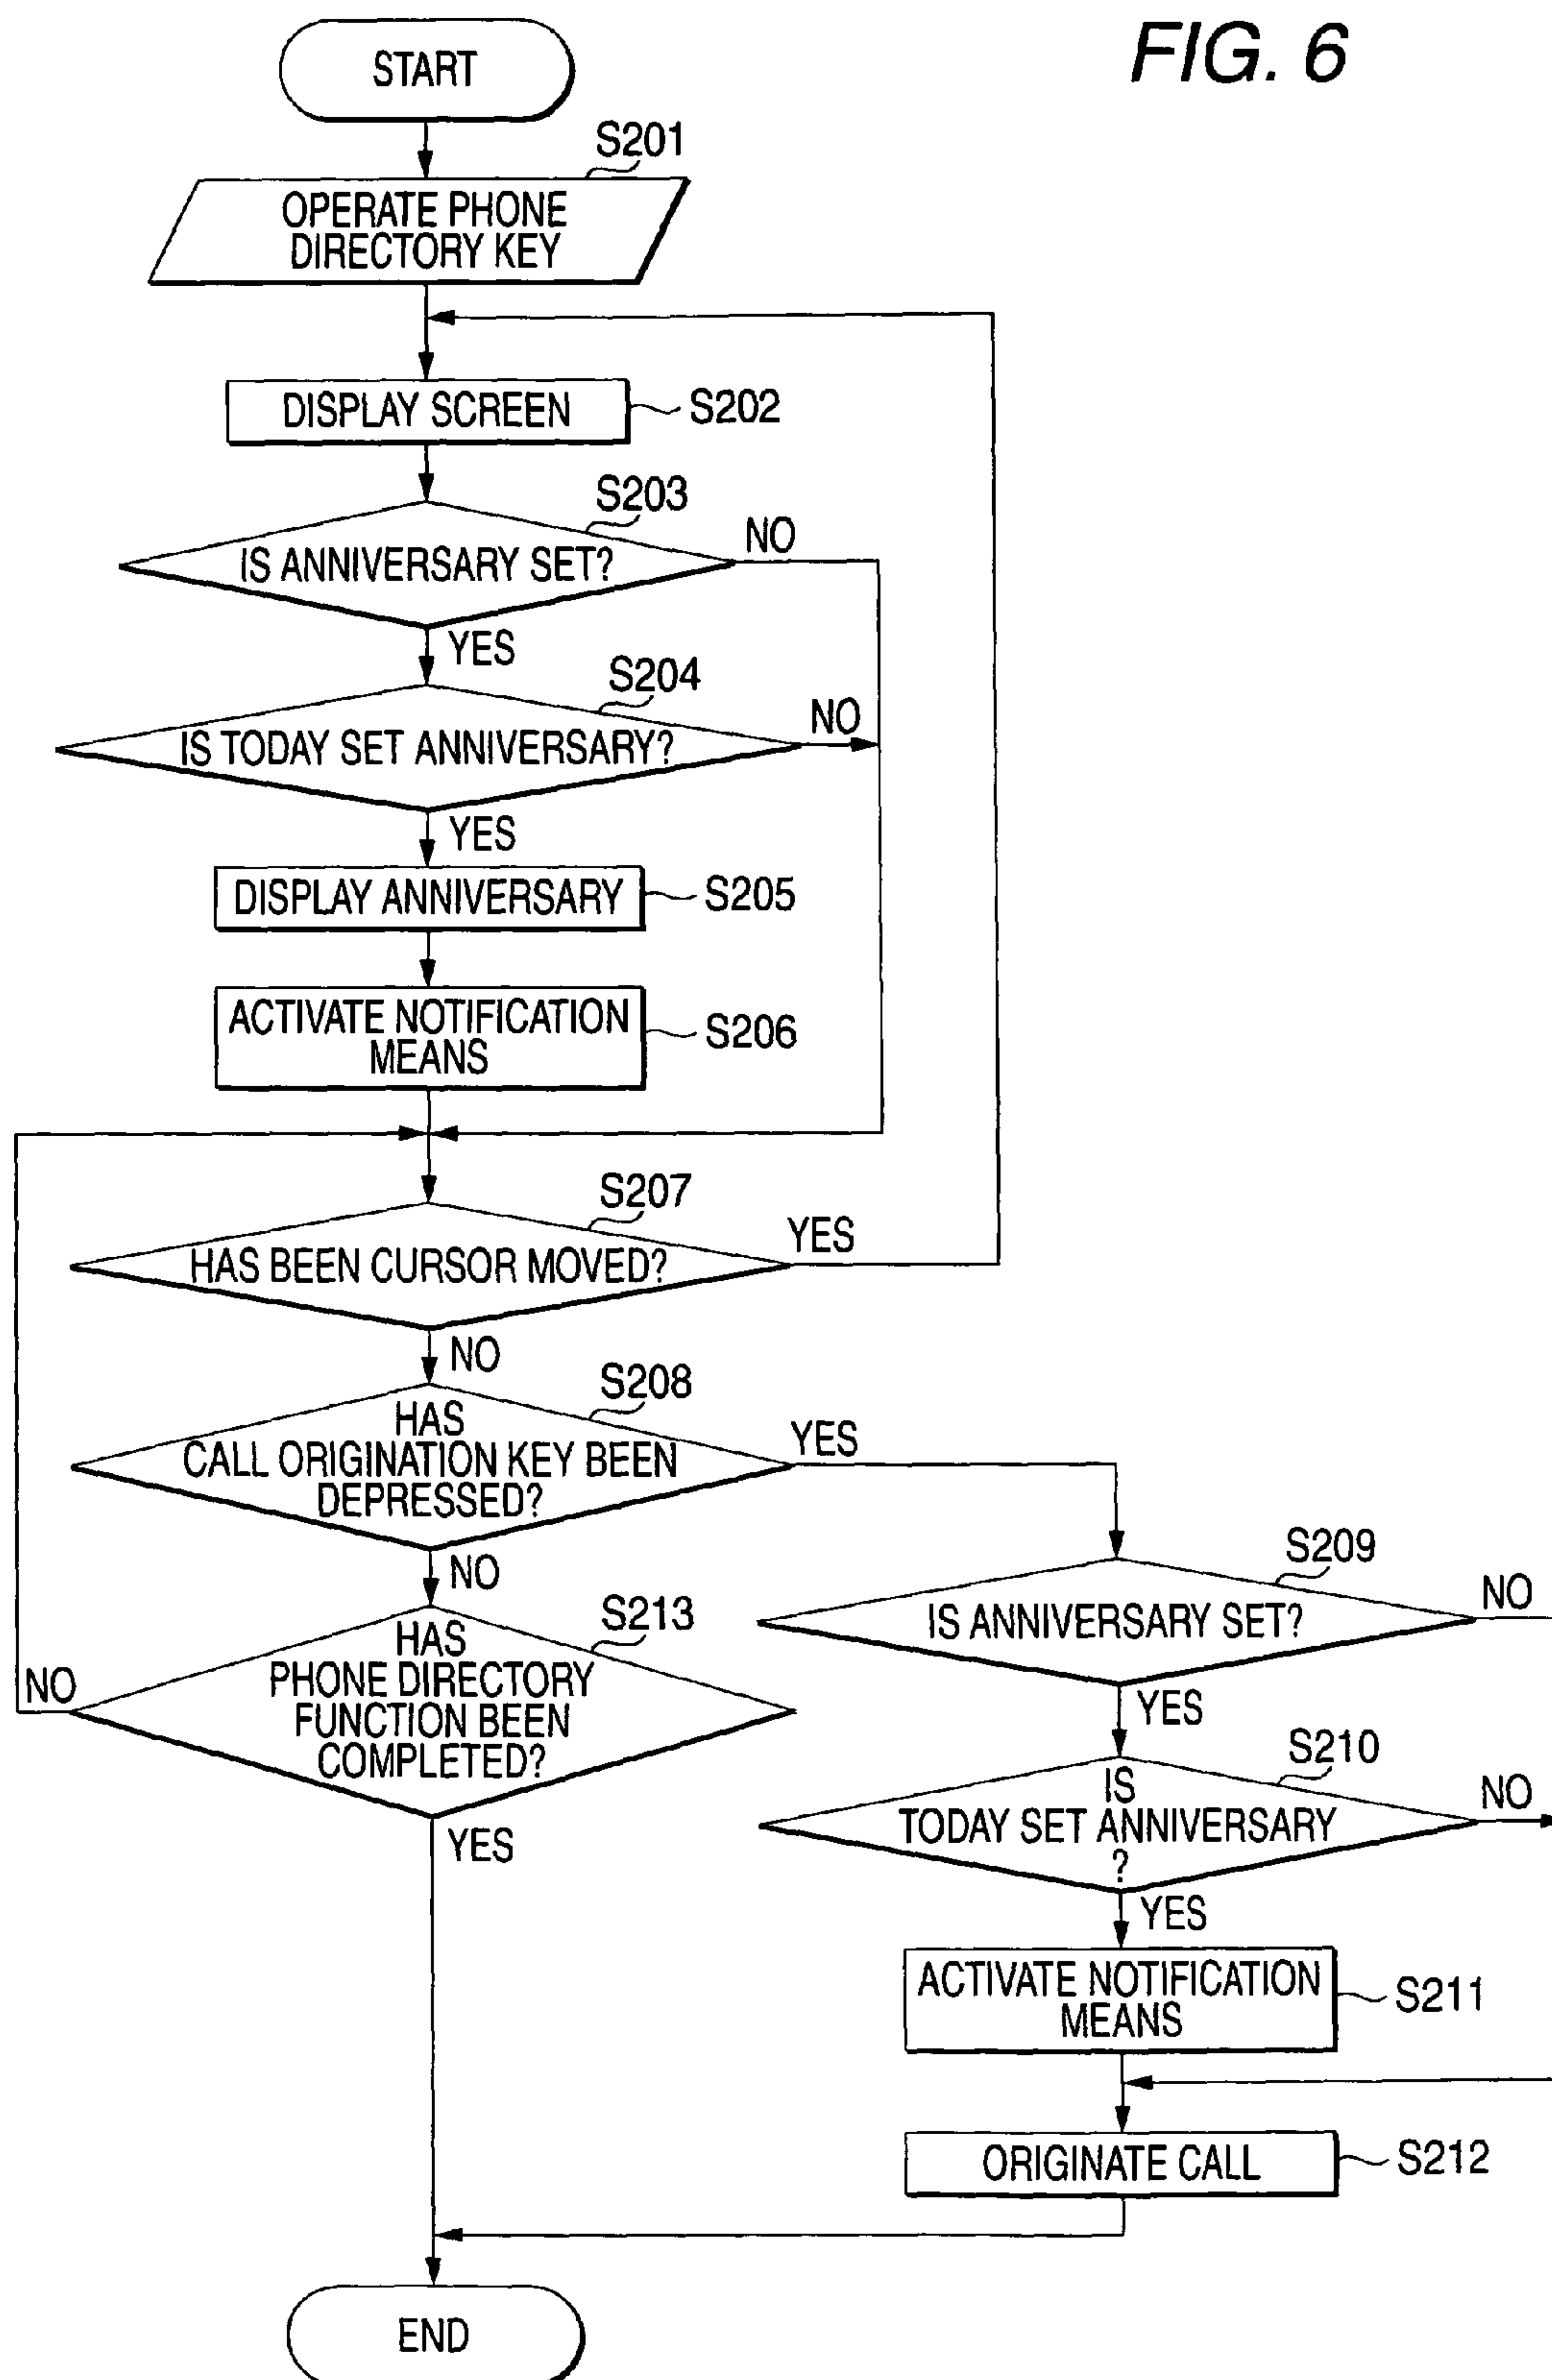 FIG. 6
START
S201
OPERATE PHONE
DIRECTORY KEY
DISPLAY SCREEN
S202
S203
IS ANNIVERSARY SET?
NO
YES
S204
IS TODAY SET ANNIVERSARY?
NO
YES
DISPLAY ANNIVERSARY
S205
ACTIVATE NOTIFICATION
MEANS
S206
S207
HAS BEEN CURSOR MOVED?
YES
NO
S208
HAS
CALL ORIGINATION KEY BEEN
DEPRESSED?
YES
NO
S213
HAS
PHONE DIRECTORY
FUNCTION BEEN
COMPLETED?
NO
YES
S209
IS ANNIVERSARY SET?
NO
YES
S210
IS
TODAY SET ANNIVERSARY
?
NO
YES
ACTIVATE NOTIFICATION
MEANS
S211
ORIGINATE CALL
S212
END